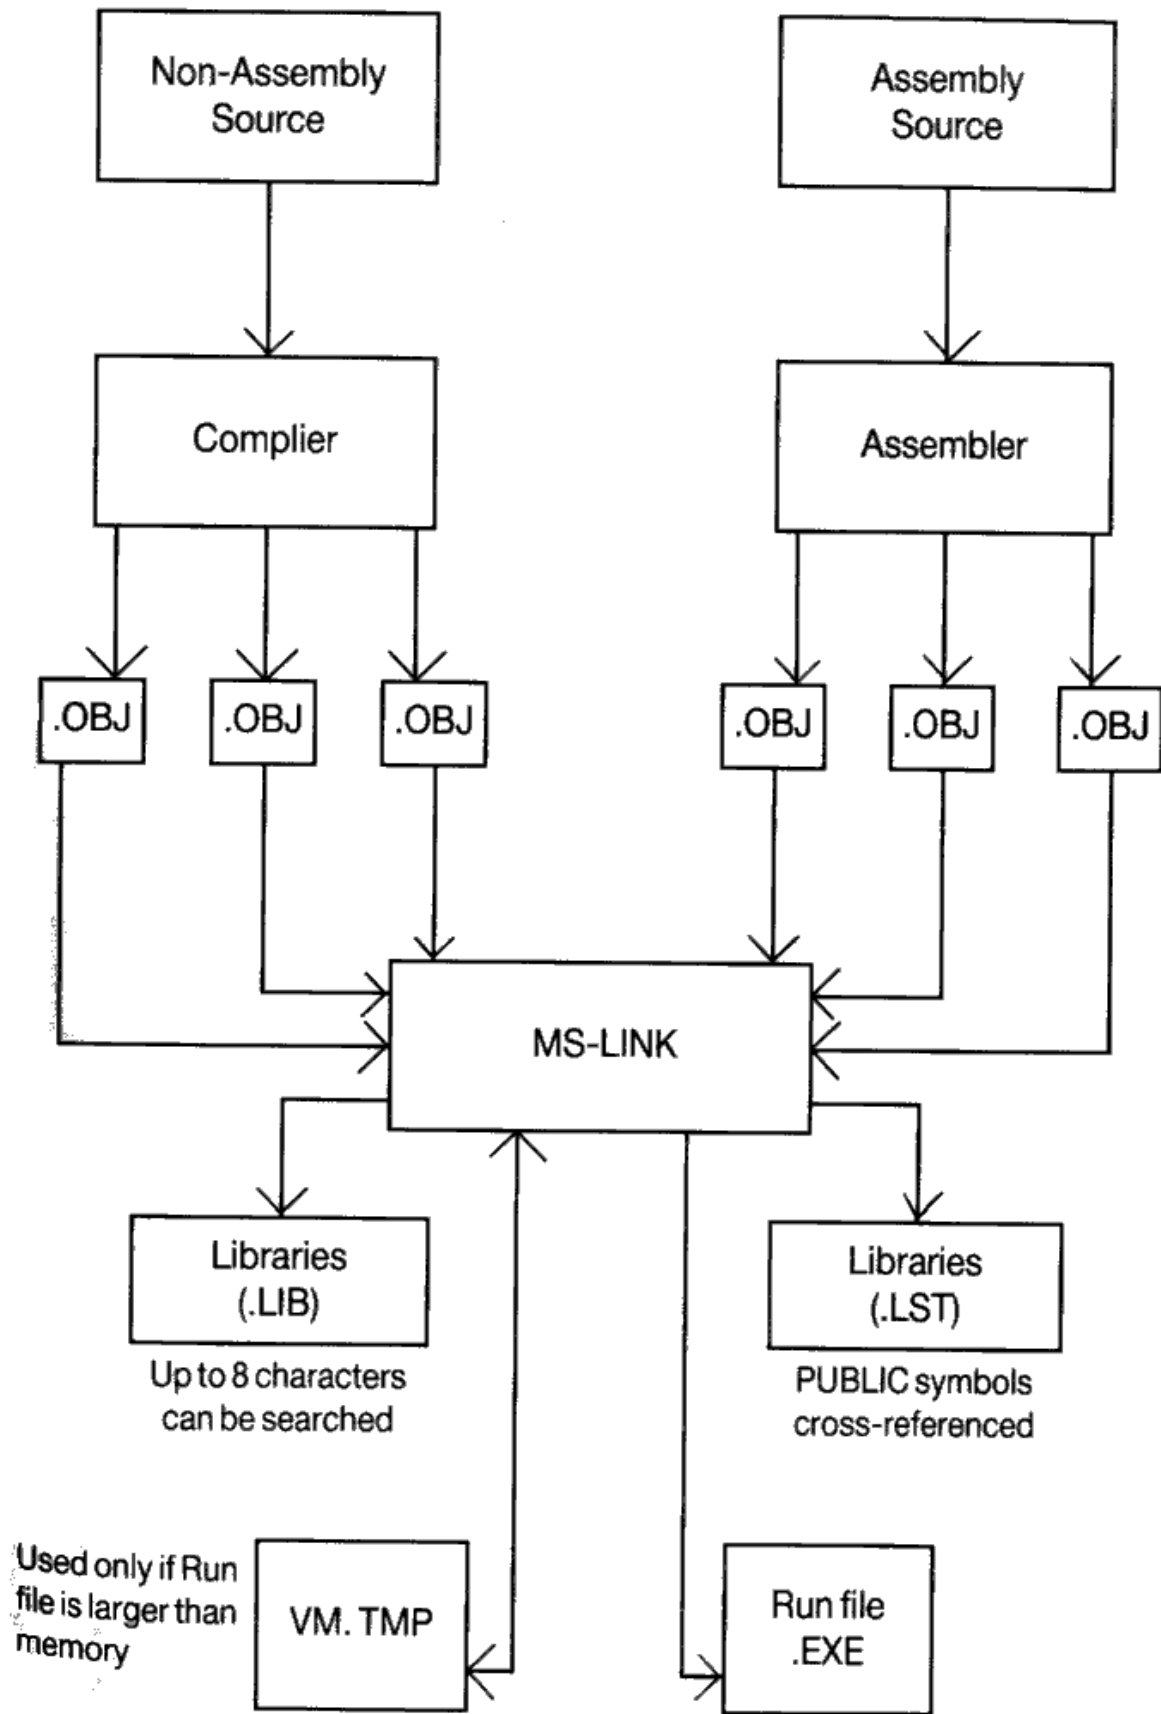 Non-Assembly
Source
Assembly
Source
Complier
Assembler
.OBJ
.OBJ
.OBJ
.OBJ
.OBJ
.OBJ
MS-LINK
Libraries
(.LIB)
Up to 8 characters
can be searched
Libraries
(.LST)
PUBLIC symbols
cross-referenced
Used only if Run
file is larger than
memory
VM. TMP
Run file
.EXE